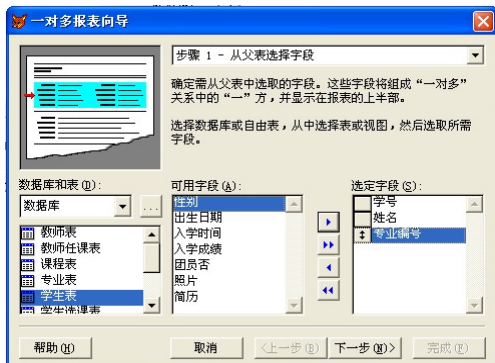 一对多报表向导
步骤 1 - 从父表选择字段
确定需从父表中选取的字段。这些字段将组成“一对多”
关系中的“一”方，并显示在报表的上半部。
选择数据库或自由表，从中选择表或视图，然后选取所需
字段。
数据库和表(D):
数据库
...
教师表
教师任课表
课程表
专业表
学生表
学生选课表
可用字段(A):
性别
出生日期
入学时间
入学成绩
团员否
照片
简历
选定字段(S):
学号
姓名
专业编号
帮助(H)
取消
<上一步(B)
下一步(N)>
完成(F)